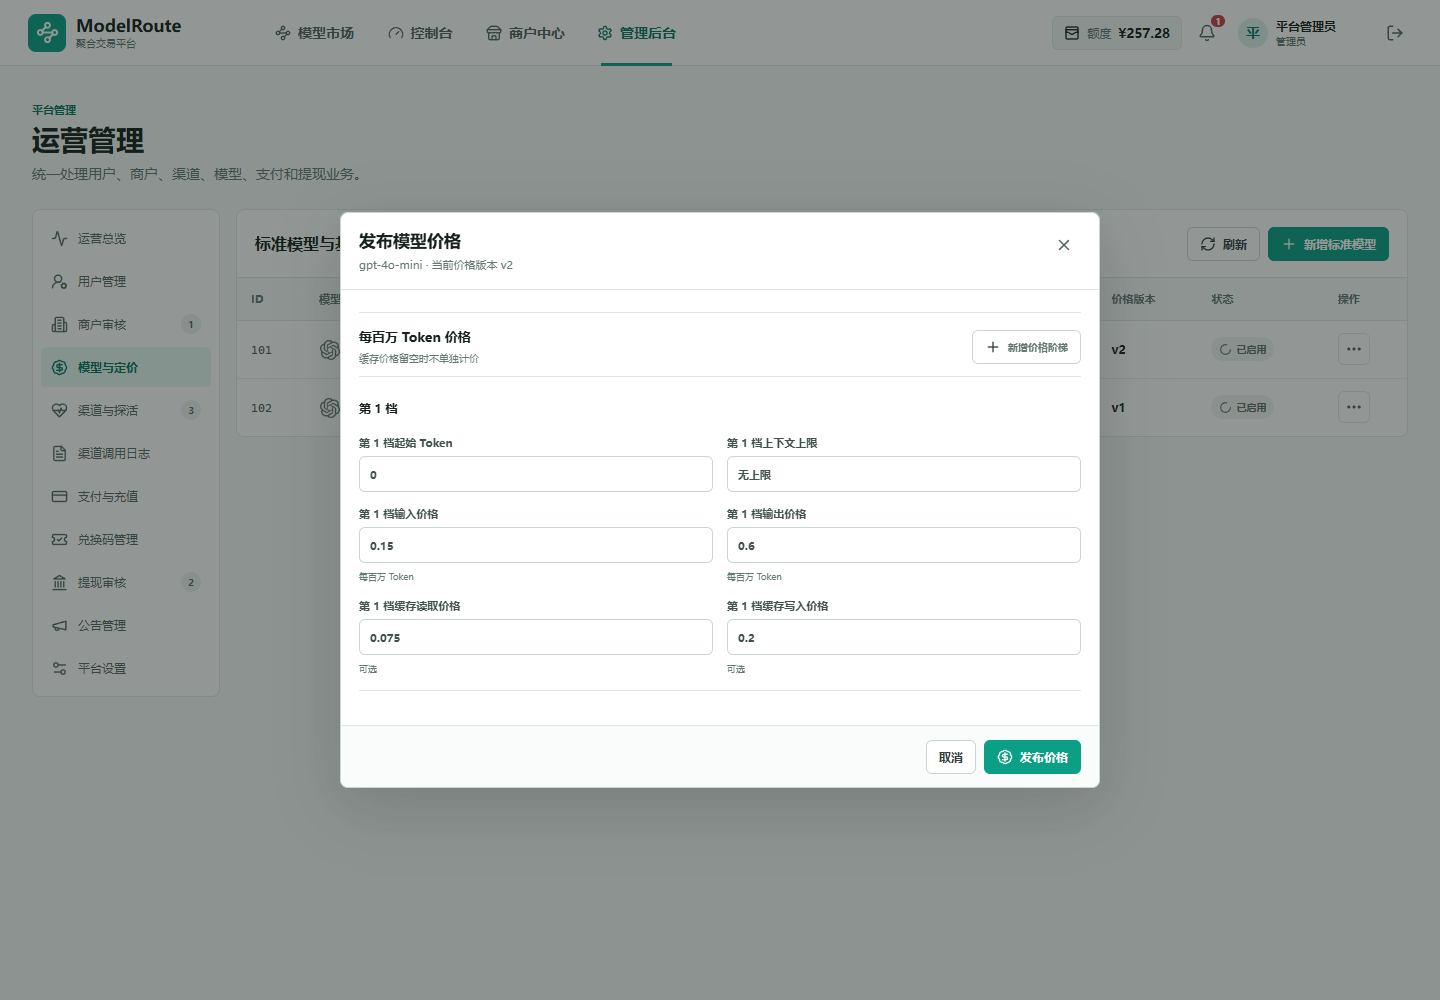 ModelRoute
聚合交易平台
模型市场
控制台
商户中心
管理后台
额度 ¥257.28
1
平
平台管理员
管理员
平台管理
运营管理
统一处理用户、商户、渠道、模型、支付和提现业务。
运营总览
用户管理
商户审核 1
模型与定价
渠道与探活 3
渠道调用日志
支付与充值
兑换码管理
提现审核 2
公告管理
平台设置
标准模型与
刷新
新增标准模型
ID 模型 价格版本 状态 操作
101 v2 已启用
102 v1 已启用
发布模型价格
gpt-4o-mini · 当前价格版本 v2
每百万 Token 价格
缓存价格留空时不单独计价
新增价格阶梯
第 1 档
第 1 档起始 Token
0
第 1 档上下文上限
无上限
第 1 档输入价格
0.15
每百万 Token
第 1 档输出价格
0.6
每百万 Token
第 1 档缓存读取价格
0.075
可选
第 1 档缓存写入价格
0.2
可选
取消
发布价格